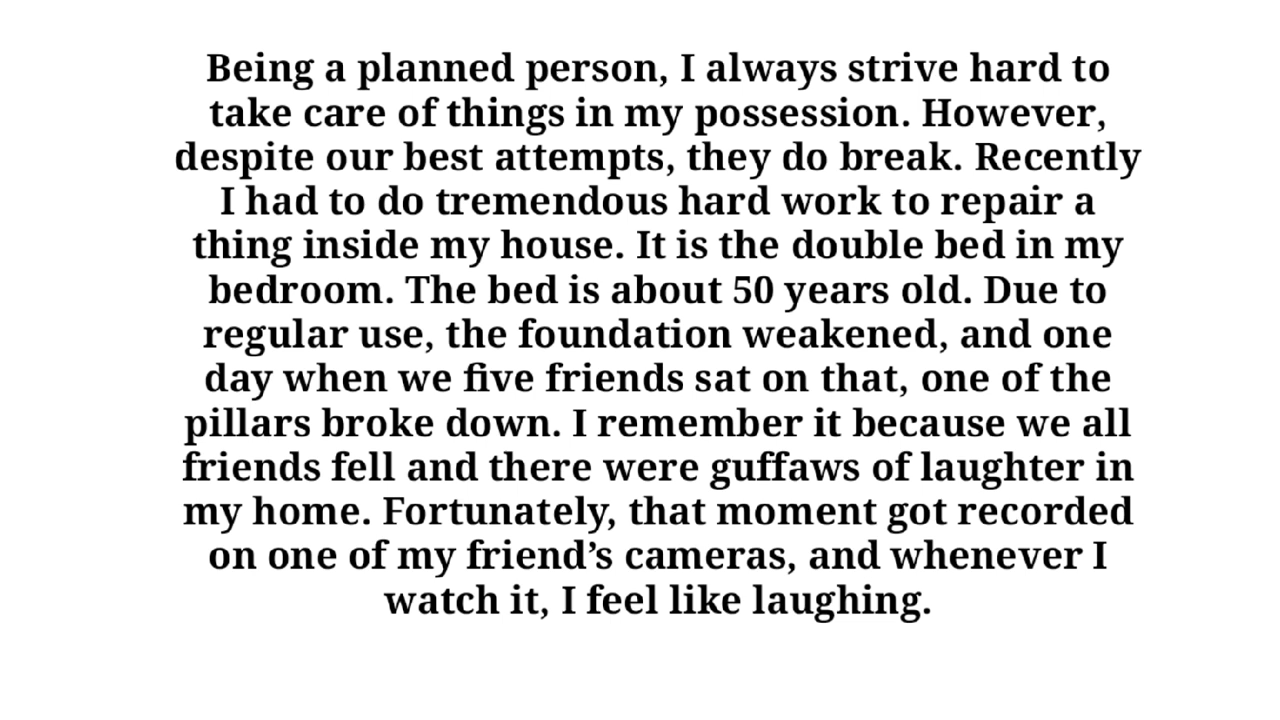 Being a planned person, I always strive hard to
take care of things in my possession. However,
despite our best attempts, they do break. Recently
I had to do tremendous hard work to repair a
thing inside my house. It is the double bed in my
bedroom. The bed is about 50 years old. Due to
regular use, the foundation weakened, and one
day when we five friends sat on that, one of the
pillars broke down. I remember it because we all
friends fell and there were guffaws of laughter in
my home. Fortunately, that moment got recorded
on one of my friend’s cameras, and whenever I
watch it, I feel like laughing.